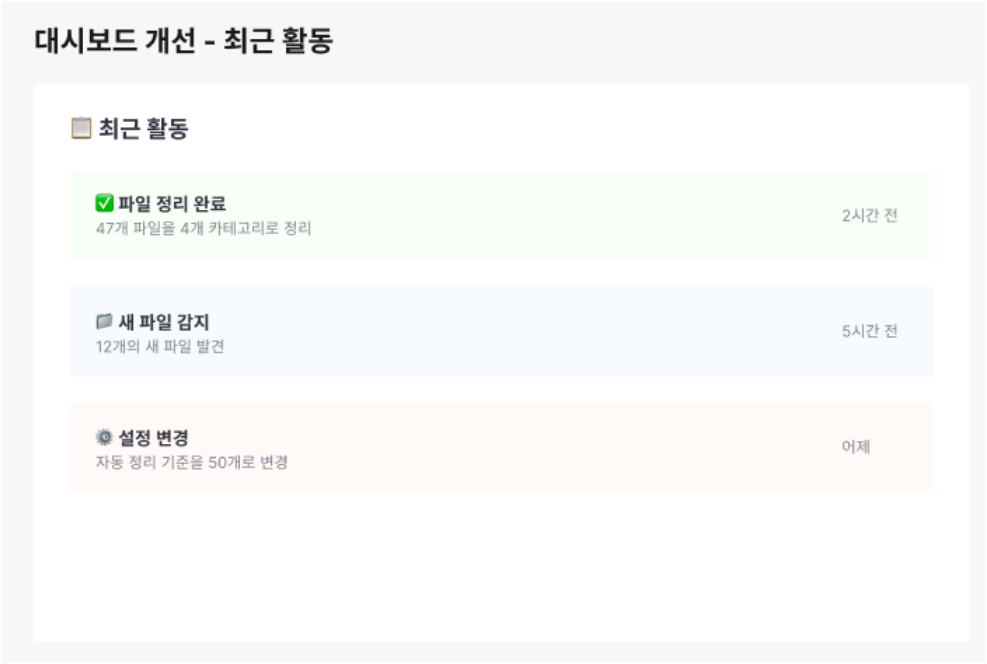 대시보드 개선 - 최근 활동
📋 최근 활동
✅ 파일 정리 완료
47개 파일을 4개 카테고리로 정리
2시간 전
📁 새 파일 감지
12개의 새 파일 발견
5시간 전
⚙️ 설정 변경
자동 정리 기준을 50개로 변경
어제